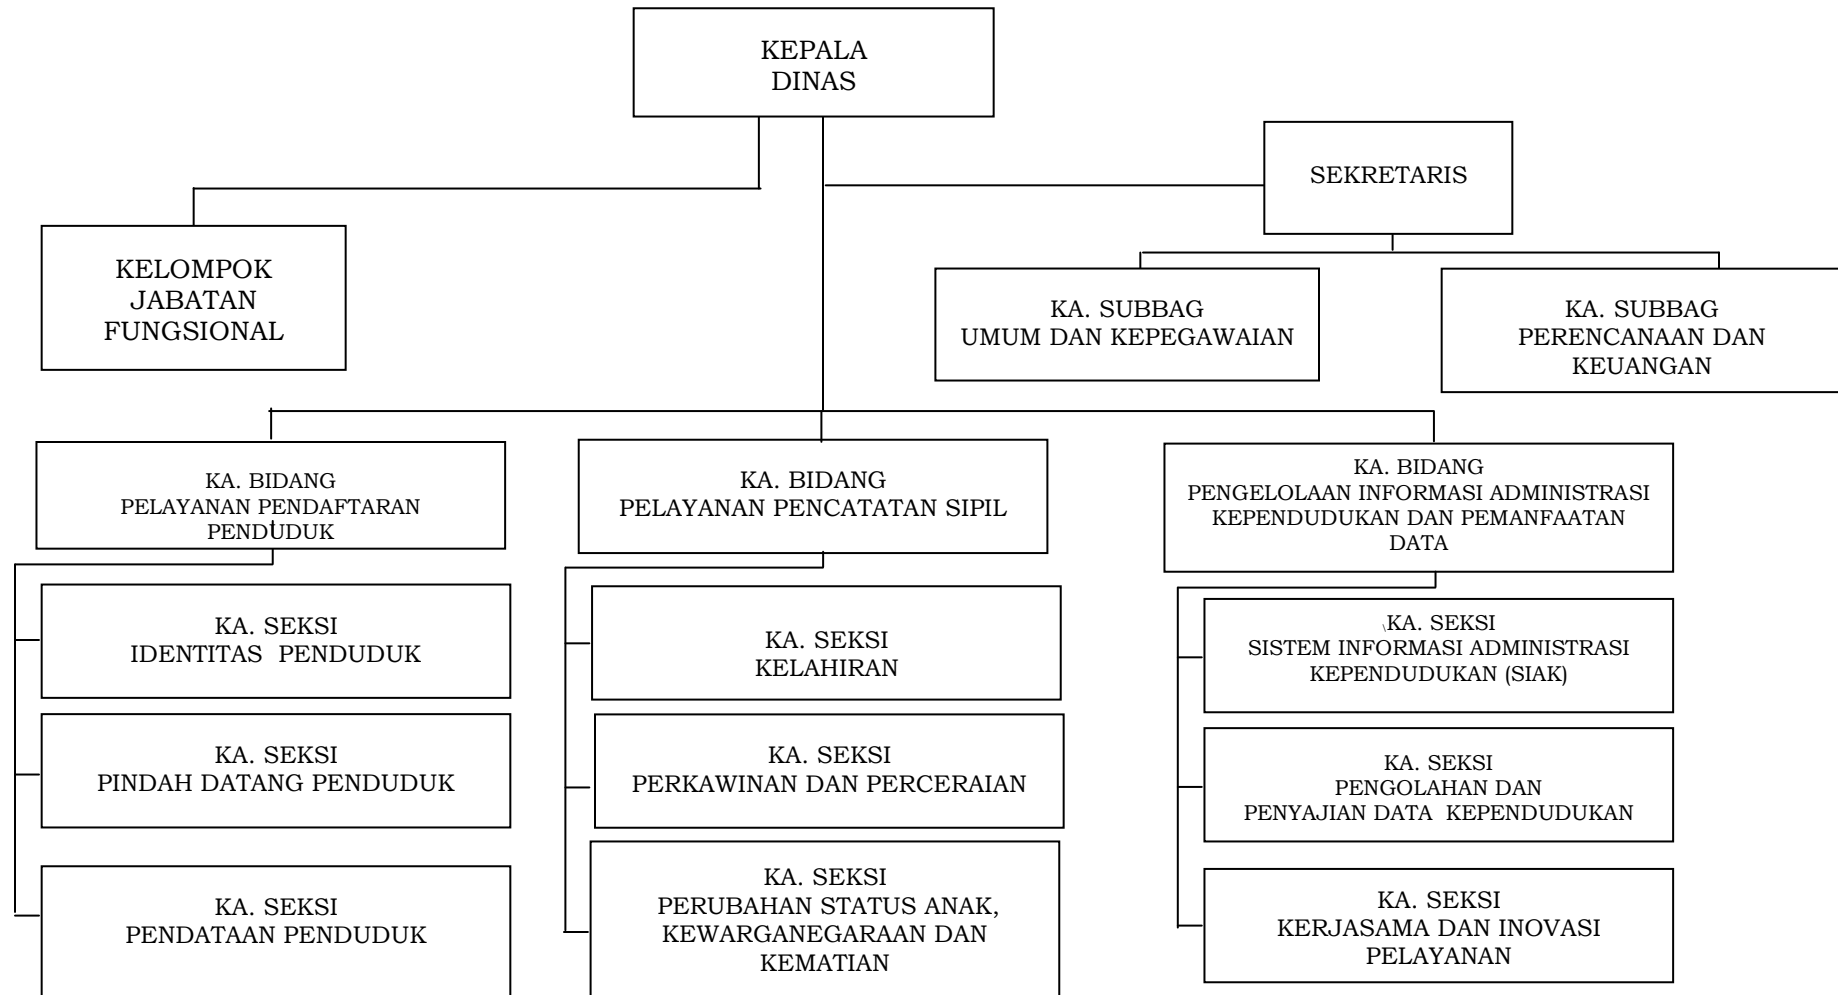 KEPALA
DINAS
SEKRETARIS
KELOMPOK
JABATAN
FUNGSIONAL
KA. SUBBAG
UMUM DAN KEPEGAWAIAN
KA. SUBBAG
PERENCANAAN DAN
KEUANGAN
KA. BIDANG
PELAYANAN PENDAFTARAN
PENDUDUK
KA. SEKSI
IDENTITAS PENDUDUK
KA. SEKSI
PINDAH DATANG PENDUDUK
KA. SEKSI
PENDATAAN PENDUDUK
KA. BIDANG
PELAYANAN PENCATATAN SIPIL
KA. SEKSI
KELAHIRAN
KA. SEKSI
PERKAWINAN DAN PERCERAIAN
KA. SEKSI
PERUBAHAN STATUS ANAK,
KEWARGANEGARAAN DAN
KEMATIAN
KA. BIDANG
PENGELOLAAN INFORMASI ADMINISTRASI
KEPENDUDUKAN DAN PEMANFAATAN
DATA
\KA. SEKSI
SISTEM INFORMASI ADMINISTRASI
KEPENDUDUKAN (SIAK)
KA. SEKSI
PENGOLAHAN DAN
PENYAJIAN DATA KEPENDUDUKAN
KA. SEKSI
KERJASAMA DAN INOVASI
PELAYANAN